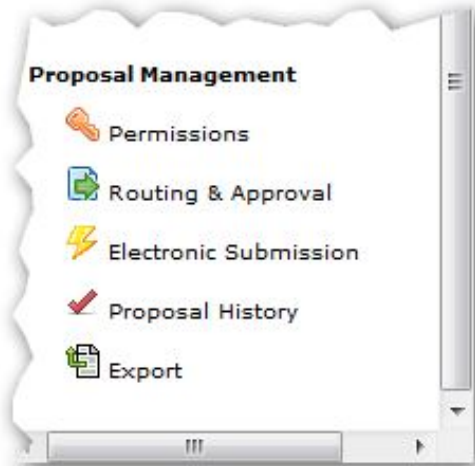 Proposal Management
Permissions
Routing & Approval
Electronic Submission
Proposal History
Export